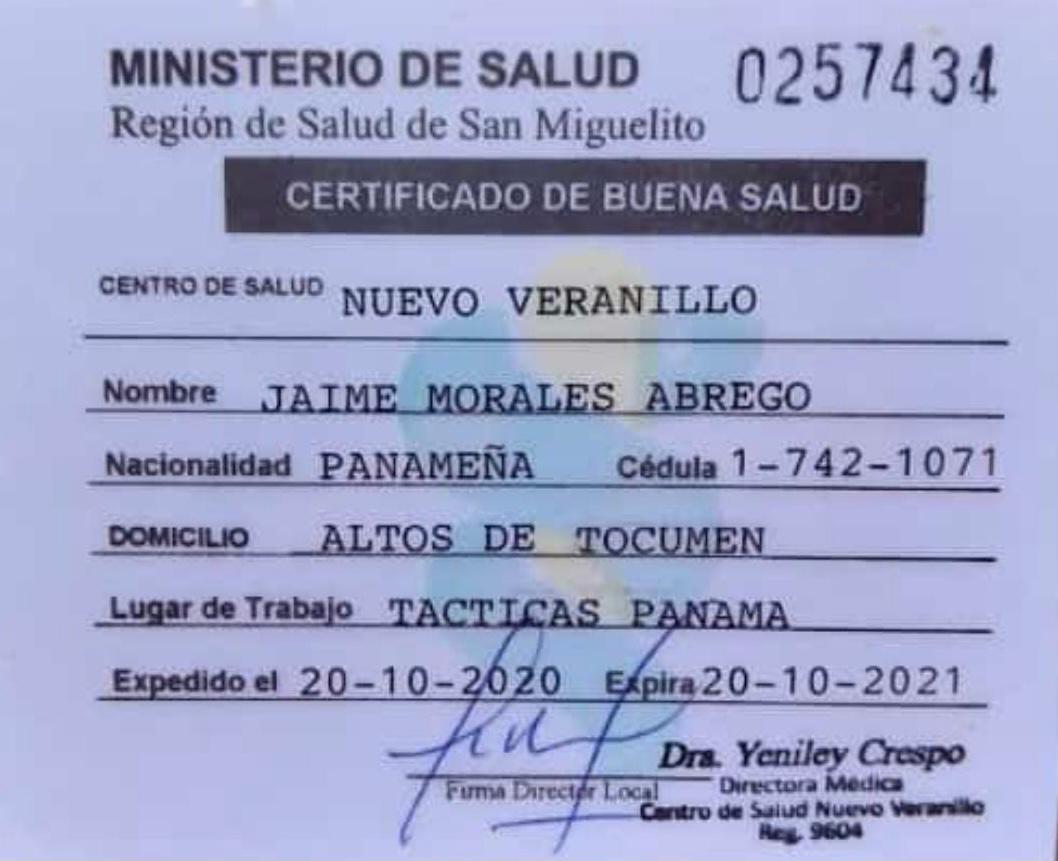 MINISTERIO DE SALUD 0257434
Región de Salud de San Miguelito
CERTIFICADO DE BUENA SALUD
CENTRO DE SALUD NUEVO VERANILLO
Nombre JAIME MORALES ABREGO
Nacionalidad PANAMEÑA Cédula 1-742-1071
DOMICILIO ALTOS DE TOCUMEN
Lugar de Trabajo TACTICAS PANAMA
Expedido el 20-10-2020 Expira 20-10-2021
Dra. Yeniley Crespo
Firma Director Local Directora Médica
Centro de Salud Nuevo Veranillo
Reg. 9604